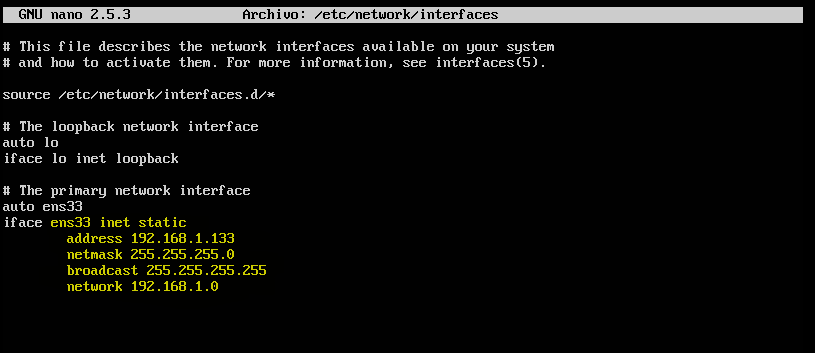 GNU nano 2.5.3 Archivo: /etc/network/interfaces
# This file describes the network interfaces available on your system
# and how to activate them. For more information, see interfaces(5).
source /etc/network/interfaces.d/*
# The loopback network interface
auto lo
iface lo inet loopback
# The primary network interface
auto ens33
iface ens33 inet static
address 192.168.1.133
netmask 255.255.255.0
broadcast 255.255.255.255
network 192.168.1.0